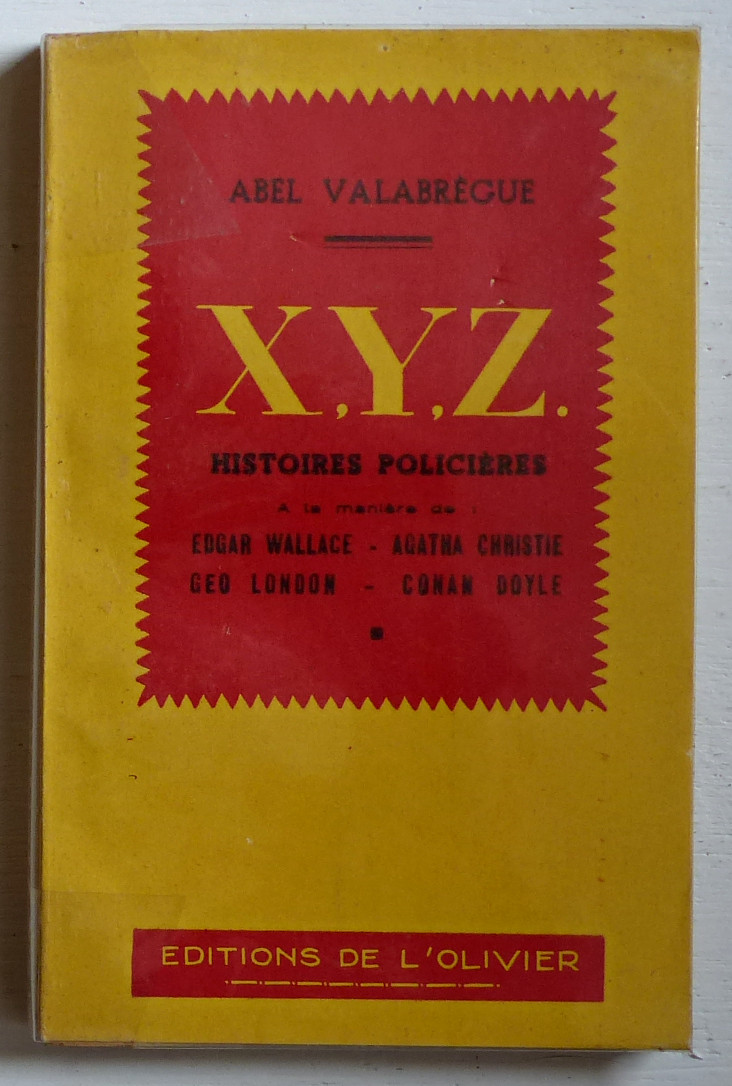 ABEL VALABRÈGUE
X,Y,Z.
HISTOIRES POLICIÈRES
A la manière de :
EDGAR WALLACE - AGATHA CHRISTIE
GEO LONDON - CONAN DOYLE
EDITIONS DE L'OLIVIER